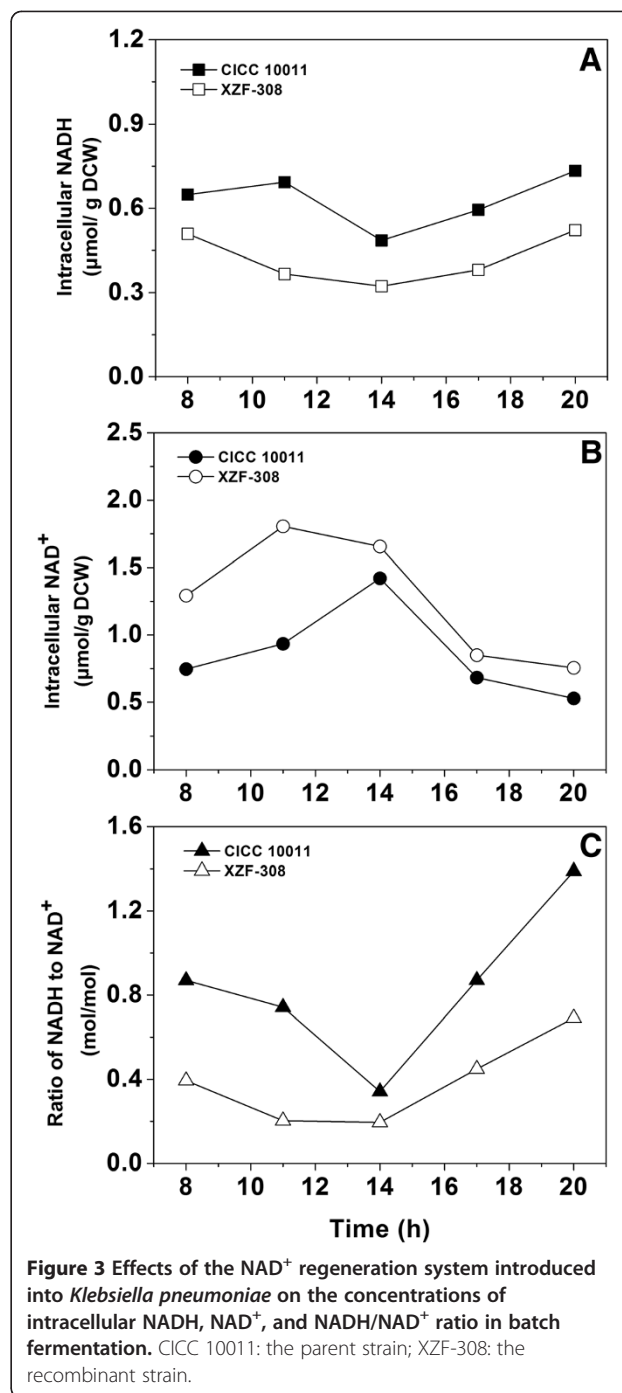 A
CICC 10011
XZF-308
Intracellular NADH
(μmol/ g DCW)
1.2
0.9
0.6
0.3
0.0
8 10 12 14 16 18 20
B
CICC 10011
XZF-308
Intracellular NAD+
(μmol/g DCW)
2.5
2.0
1.5
1.0
0.5
0.0
8 10 12 14 16 18 20
C
CICC 10011
XZF-308
Ratio of NADH to NAD+
(mol/mol)
1.6
1.2
0.8
0.4
0.0
8 10 12 14 16 18 20
Time (h)
Figure 3 Effects of the NAD+ regeneration system introduced
into Klebsiella pneumoniae on the concentrations of
intracellular NADH, NAD+, and NADH/NAD+ ratio in batch
fermentation. CICC 10011: the parent strain; XZF-308: the
recombinant strain.